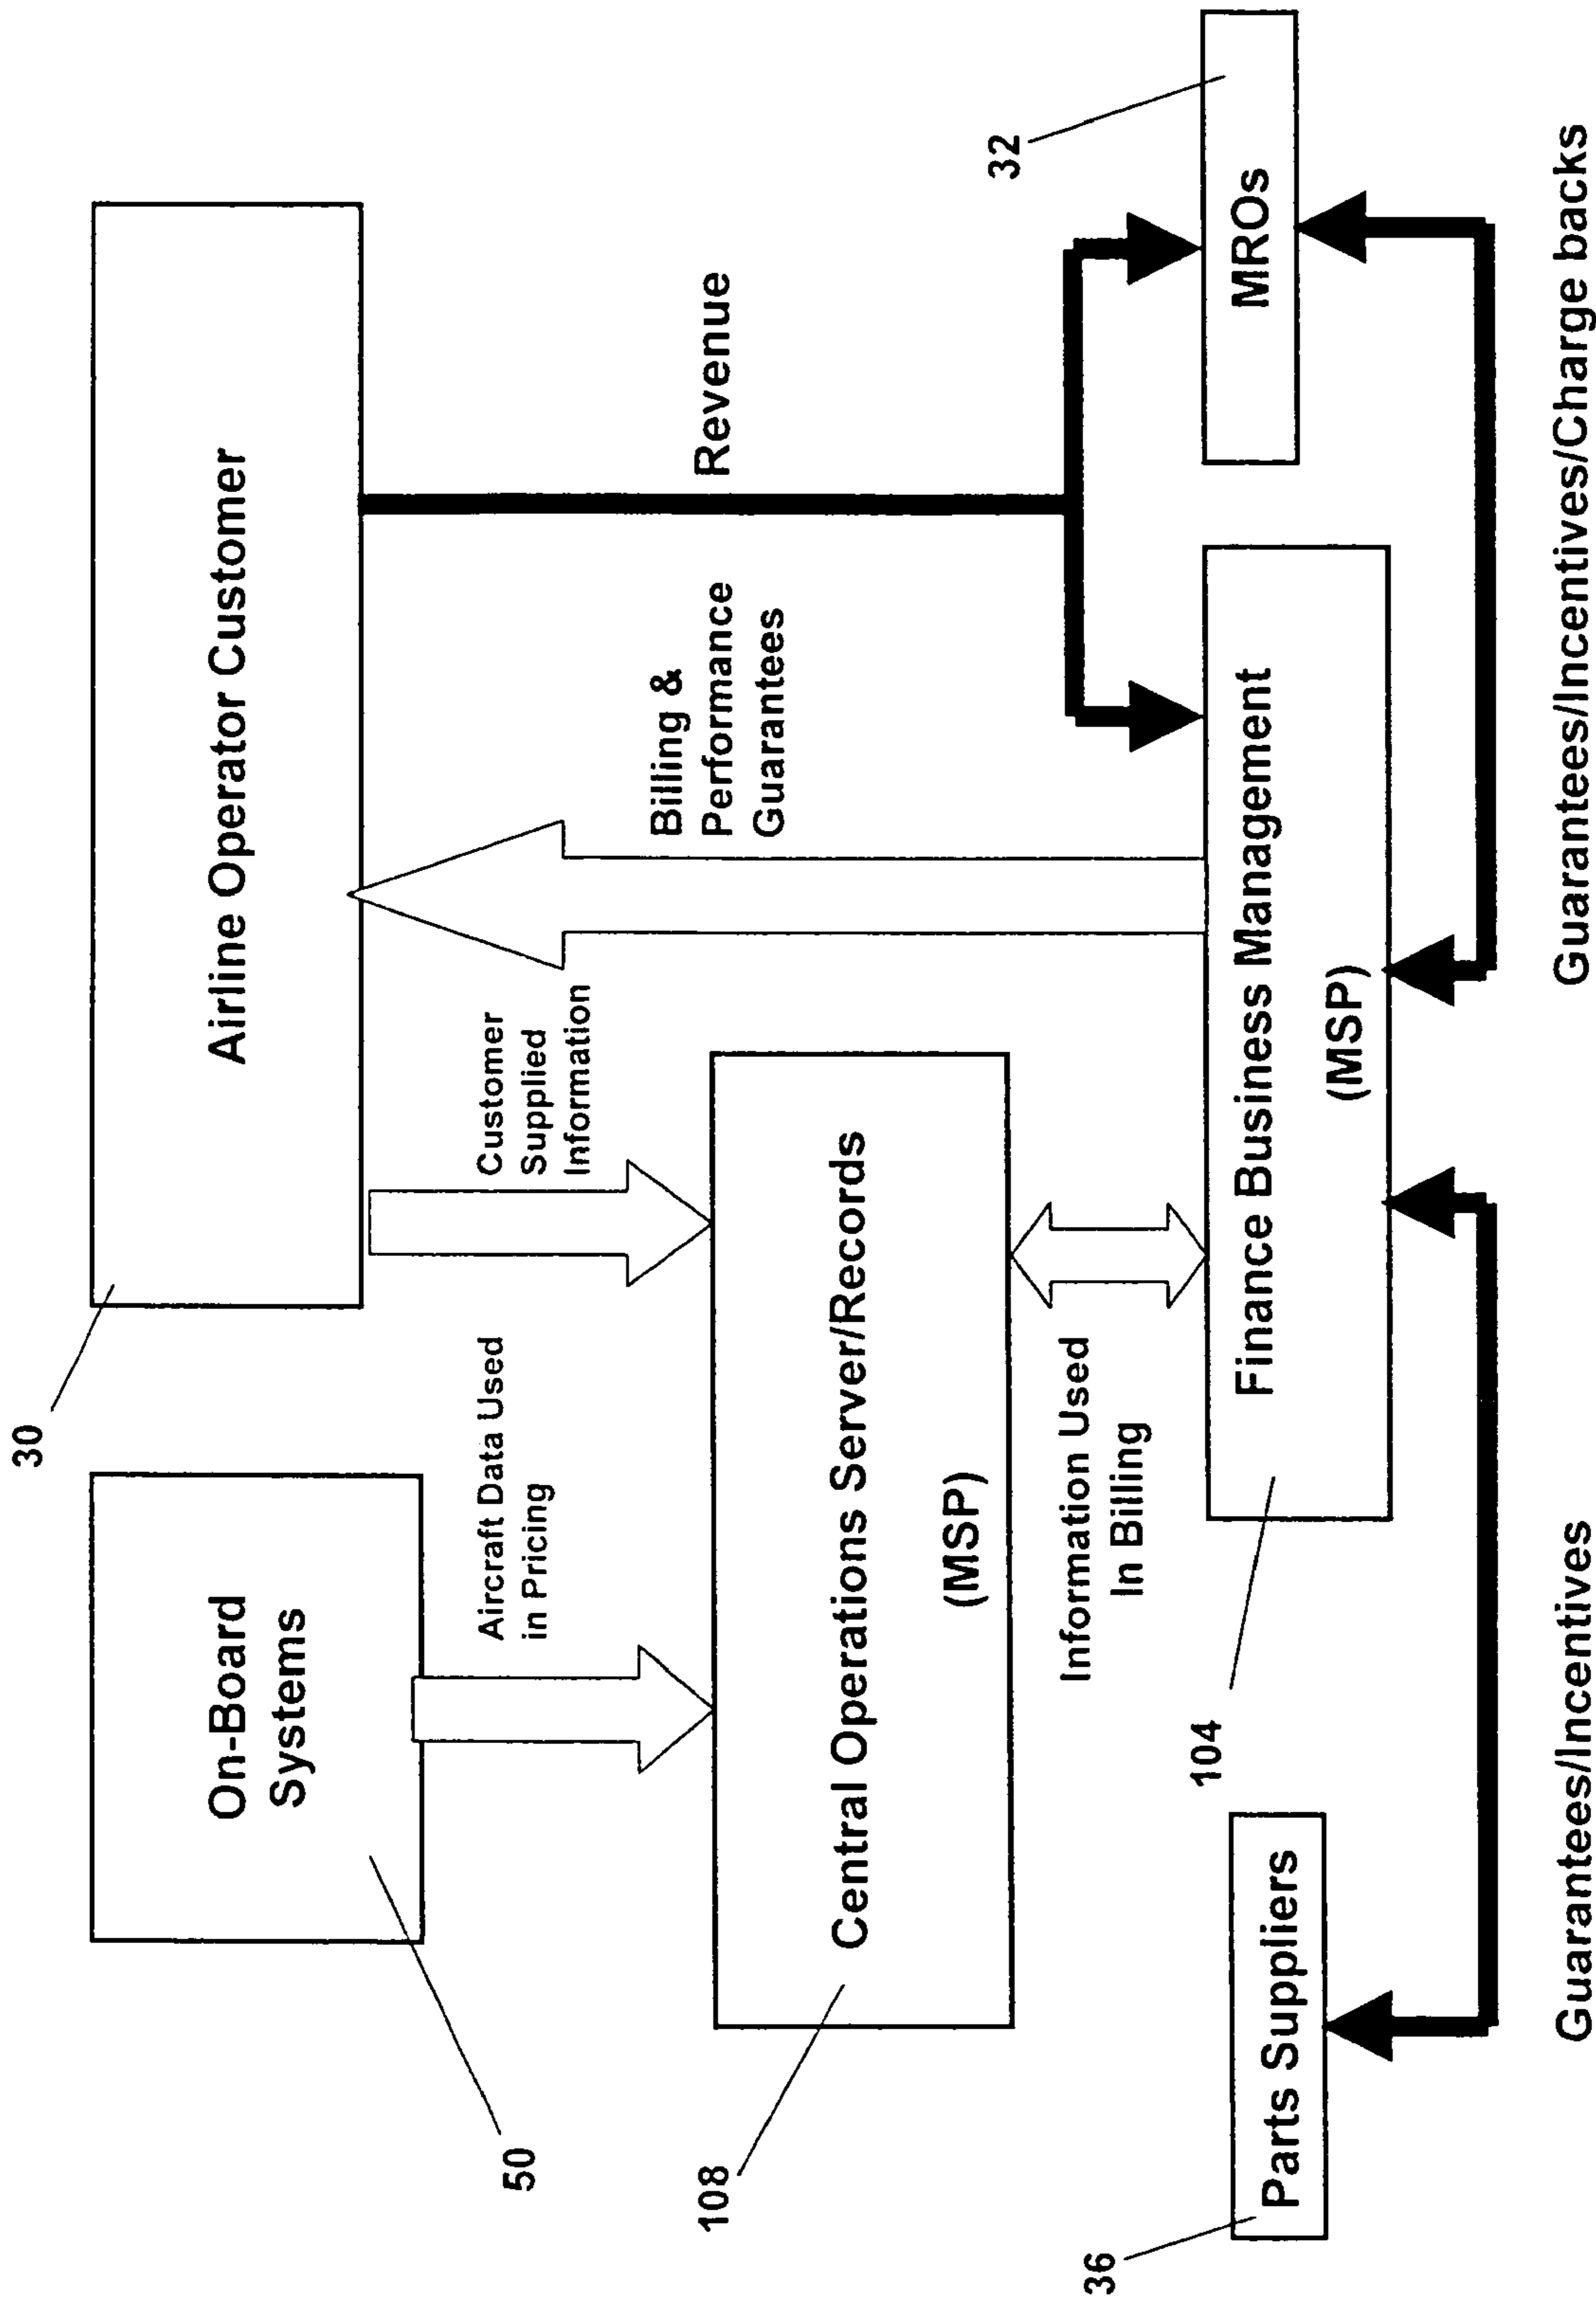 30
Airline Operator Customer
On-Board
Systems
50
Aircraft Data Used
in Pricing
Customer
Supplied
Information
Billing &
Performance
Guarantees
Revenue
108
Central Operations Server/Records
(MSP)
Information Used
In Billing
32
MROs
104
Finance Business Management
(MSP)
36
Parts Suppliers
Guarantees/Incentives
Guarantees/Incentives/Charge backs